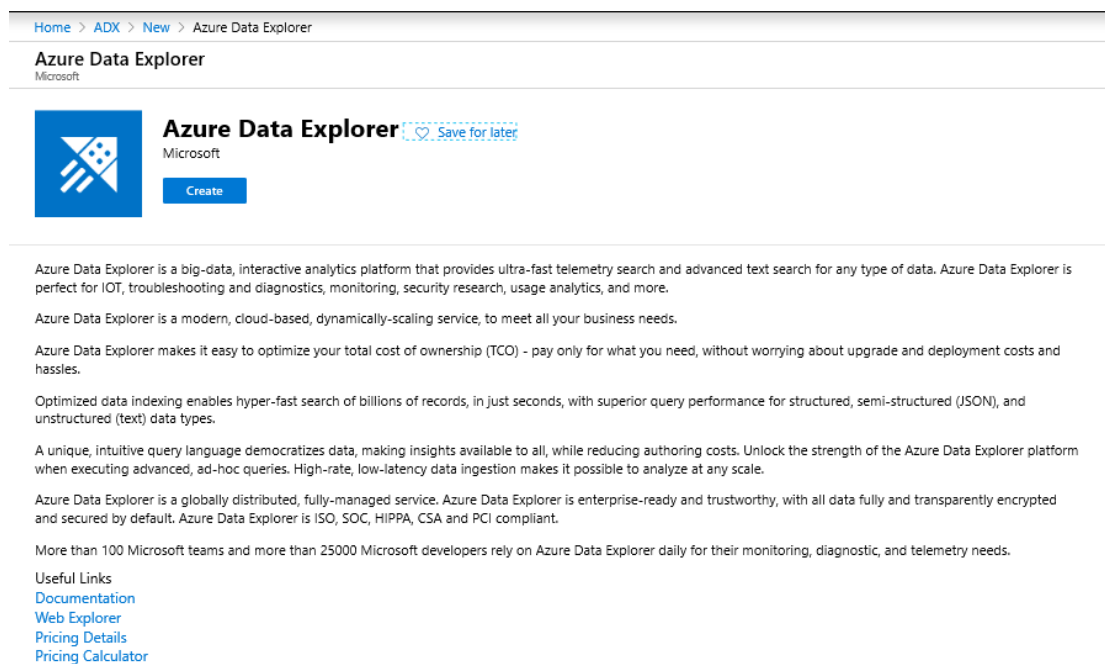 Home > ADX > New > Azure Data Explorer
Azure Data Explorer
Microsoft
Azure Data Explorer
Save for later
Microsoft
Create
Azure Data Explorer is a big-data, interactive analytics platform that provides ultra-fast telemetry search and advanced text search for any type of data. Azure Data Explorer is
perfect for IOT, troubleshooting and diagnostics, monitoring, security research, usage analytics, and more.
Azure Data Explorer is a modern, cloud-based, dynamically-scaling service, to meet all your business needs.
Azure Data Explorer makes it easy to optimize your total cost of ownership (TCO) - pay only for what you need, without worrying about upgrade and deployment costs and
hassles.
Optimized data indexing enables hyper-fast search of billions of records, in just seconds, with superior query performance for structured, semi-structured (JSON), and
unstructured (text) data types.
A unique, intuitive query language democratizes data, making insights available to all, while reducing authoring costs. Unlock the strength of the Azure Data Explorer platform
when executing advanced, ad-hoc queries. High-rate, low-latency data ingestion makes it possible to analyze at any scale.
Azure Data Explorer is a globally distributed, fully-managed service. Azure Data Explorer is enterprise-ready and trustworthy, with all data fully and transparently encrypted
and secured by default. Azure Data Explorer is ISO, SOC, HIPPA, CSA and PCI compliant.
More than 100 Microsoft teams and more than 25000 Microsoft developers rely on Azure Data Explorer daily for their monitoring, diagnostic, and telemetry needs.
Useful Links
Documentation
Web Explorer
Pricing Details
Pricing Calculator